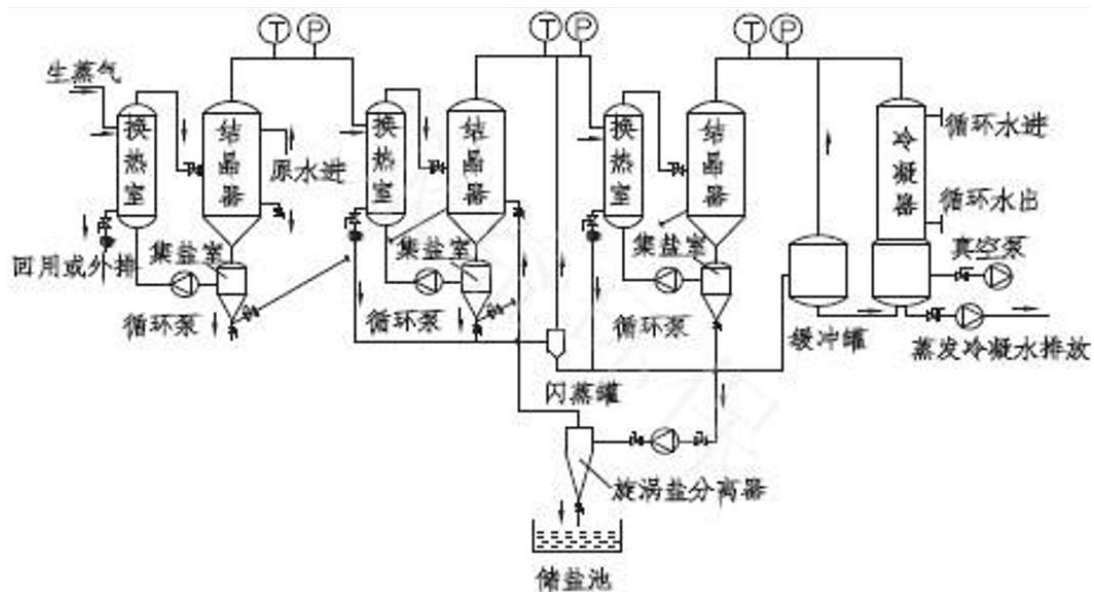 T P
T P
T P
生蒸气
换热室
结晶器
原水进
回用或外排
集盐室
循环泵
换热室
结晶器
集盐室
循环泵
闪蒸罐
换热室
结晶器
集盐室
循环泵
缓冲罐
冷凝器
循环水进
循环水出
真空泵
蒸发冷凝水排放
旋涡盐分离器
储盐池